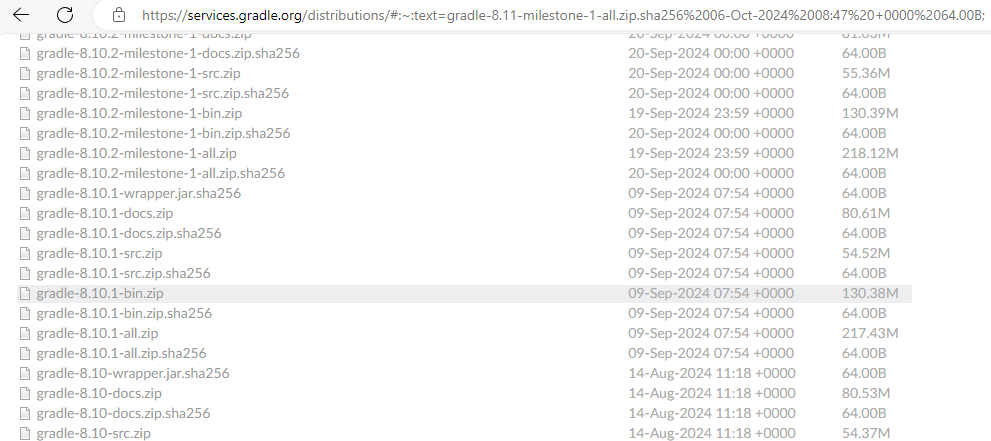 https://services.gradle.org/distributions/#:~:text=gradle-8.11-milestone-1-all.zip.sha256%2006-Oct-2024%2008:47%20+0000%2064.00B;
gradle-8.10.2-milestone-1-docs.zip 20-Sep-2024 00:00 +0000
gradle-8.10.2-milestone-1-docs.zip.sha256 20-Sep-2024 00:00 +0000 64.00B
gradle-8.10.2-milestone-1-src.zip 20-Sep-2024 00:00 +0000 55.36M
gradle-8.10.2-milestone-1-src.zip.sha256 20-Sep-2024 00:00 +0000 64.00B
gradle-8.10.2-milestone-1-bin.zip 19-Sep-2024 23:59 +0000 130.39M
gradle-8.10.2-milestone-1-bin.zip.sha256 20-Sep-2024 00:00 +0000 64.00B
gradle-8.10.2-milestone-1-all.zip 19-Sep-2024 23:59 +0000 218.12M
gradle-8.10.2-milestone-1-all.zip.sha256 20-Sep-2024 00:00 +0000 64.00B
gradle-8.10.1-wrapper.jar.sha256 09-Sep-2024 07:54 +0000 64.00B
gradle-8.10.1-docs.zip 09-Sep-2024 07:54 +0000 80.61M
gradle-8.10.1-docs.zip.sha256 09-Sep-2024 07:54 +0000 64.00B
gradle-8.10.1-src.zip 09-Sep-2024 07:54 +0000 54.52M
gradle-8.10.1-src.zip.sha256 09-Sep-2024 07:54 +0000 64.00B
gradle-8.10.1-bin.zip 09-Sep-2024 07:54 +0000 130.38M
gradle-8.10.1-bin.zip.sha256 09-Sep-2024 07:54 +0000 64.00B
gradle-8.10.1-all.zip 09-Sep-2024 07:54 +0000 217.43M
gradle-8.10.1-all.zip.sha256 09-Sep-2024 07:54 +0000 64.00B
gradle-8.10-wrapper.jar.sha256 14-Aug-2024 11:18 +0000 64.00B
gradle-8.10-docs.zip 14-Aug-2024 11:18 +0000 80.53M
gradle-8.10-docs.zip.sha256 14-Aug-2024 11:18 +0000 64.00B
gradle-8.10-src.zip 14-Aug-2024 11:18 +0000 54.37M